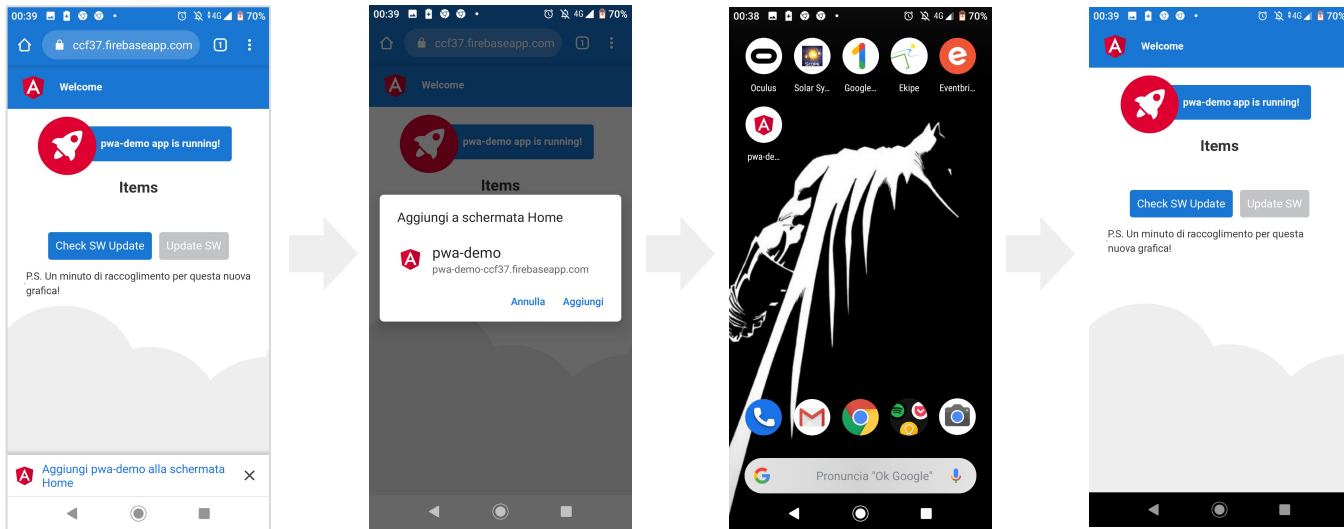 00:39
4G 70%
ccf37.firebaseapp.com
1
Welcome
pwa-demo app is running!
Items
Check SW Update
Update SW
P.S. Un minuto di raccoglimento per questa nuova
grafica!
Aggiungi pwa-demo alla schermata
Home
00:39
4G 70%
ccf37.firebaseapp.com
1
Welcome
pwa-demo app is running!
Items
Aggiungi a schermata Home
pwa-demo
pwa-demo-ccf37.firebaseapp.com
Annulla Aggiungi
00:38
4G 70%
SCOPE
Oculus Solar Sy... Google... Ekipe Eventbri...
pwa-de...
Pronuncia "Ok Google"
00:39
4G 70%
Welcome
pwa-demo app is running!
Items
Check SW Update
Update SW
P.S. Un minuto di raccoglimento per questa
nuova grafica!